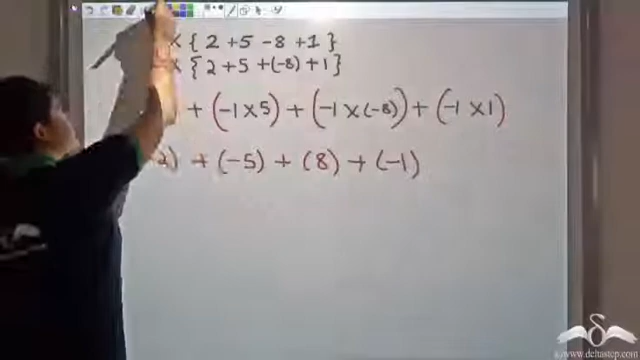 × { 2 + 5 - 8 + 1 }
× { 2 + 5 + (-8) + 1 }
+ (-1 × 5) + (-1 × (-8)) + (-1 × 1)
2) + (-5) + (8) + (-1)
www.deltastep.com